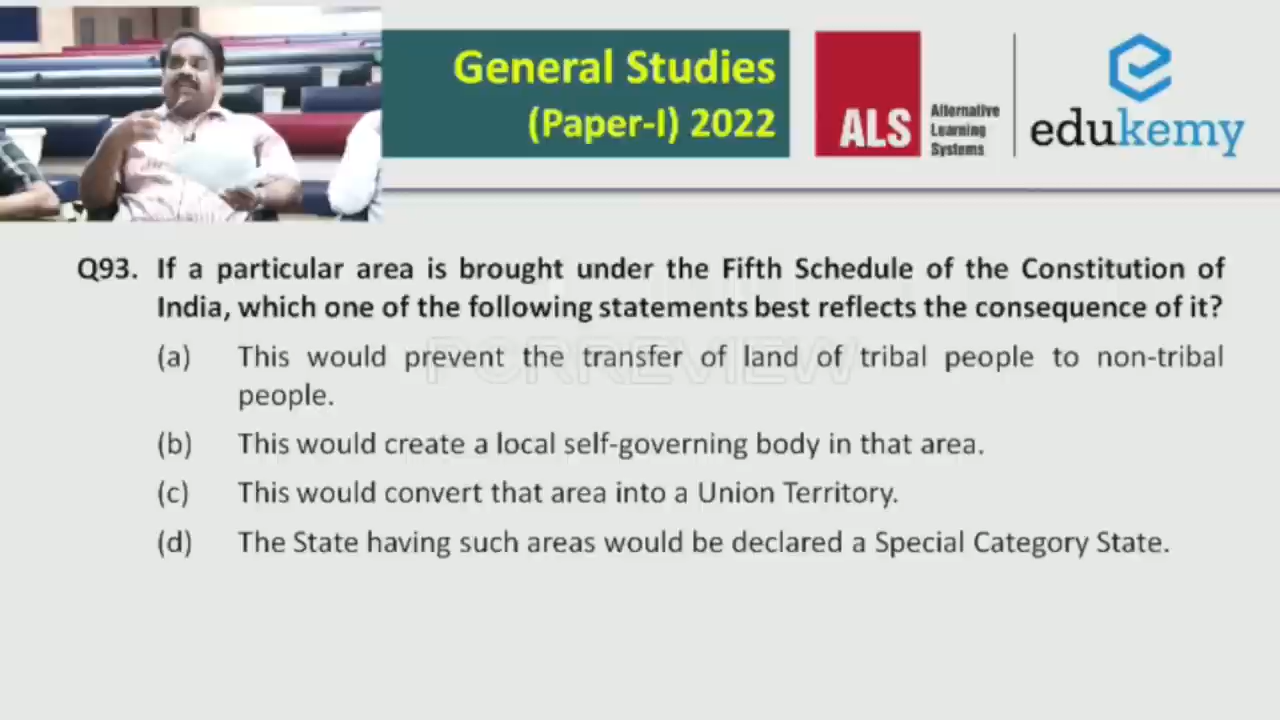 General Studies
(Paper-I) 2022
ALS
Alternative
Learning
Systems
edukemy
Q93. If a particular area is brought under the Fifth Schedule of the Constitution of
India, which one of the following statements best reflects the consequence of it?
(a) This would prevent the transfer of land of tribal people to non-tribal
people.
(b) This would create a local self-governing body in that area.
(c) This would convert that area into a Union Territory.
(d) The State having such areas would be declared a Special Category State.